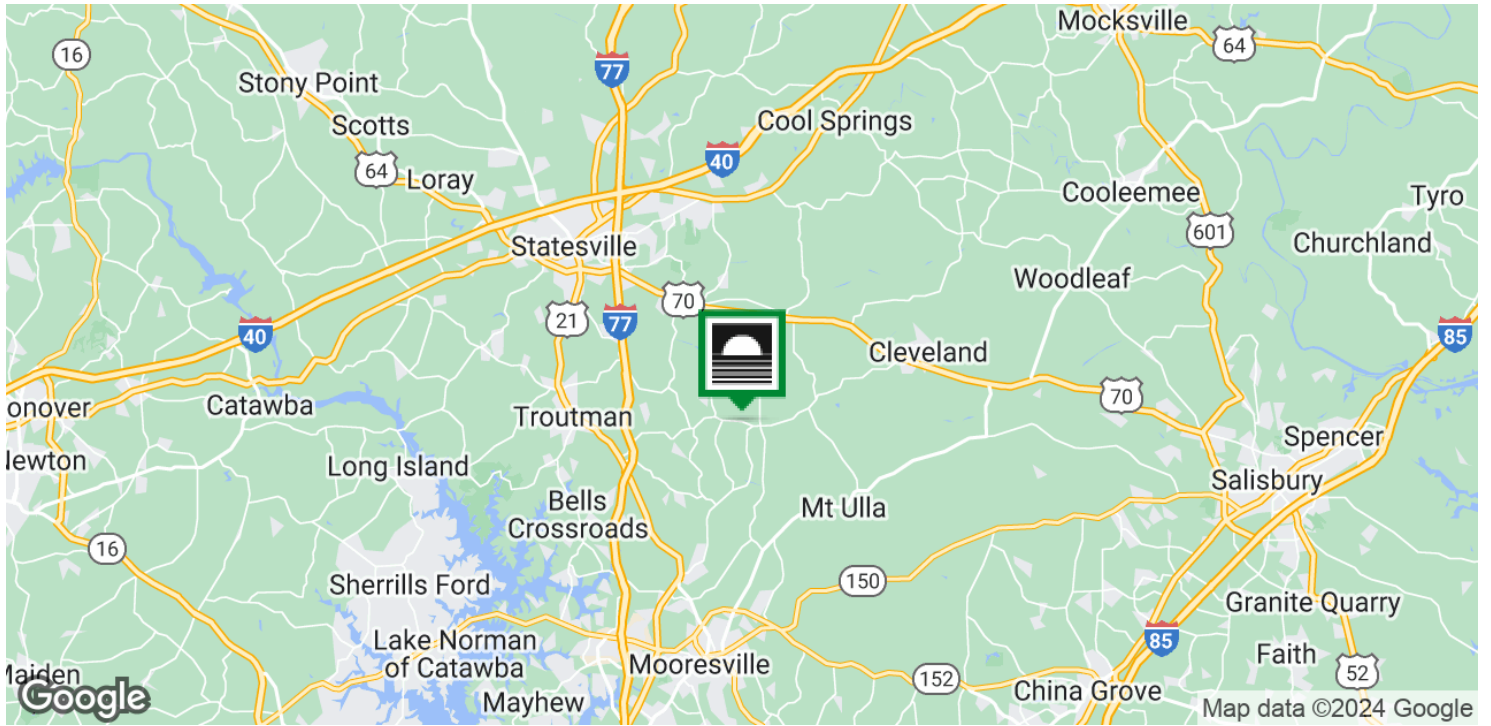 Mocksville
16
64
77
Stony Point
Scotts
Cool Springs
40
64
Loray
Cooleemee
Tyro
601
Statesville
Churchland
Woodleaf
70
21
77
40
85
Cleveland
Catawba
onover
70
Troutman
Spencer
Newton
Long Island
Salisbury
Bells
Crossroads
Mt Ulla
16
150
Sherrills Ford
Granite Quarry
85
Lake Norman
of Catawba
Faith
Mooresville
Maiden
52
152
China Grove
Mayhew
Google
Map data ©2024 Google